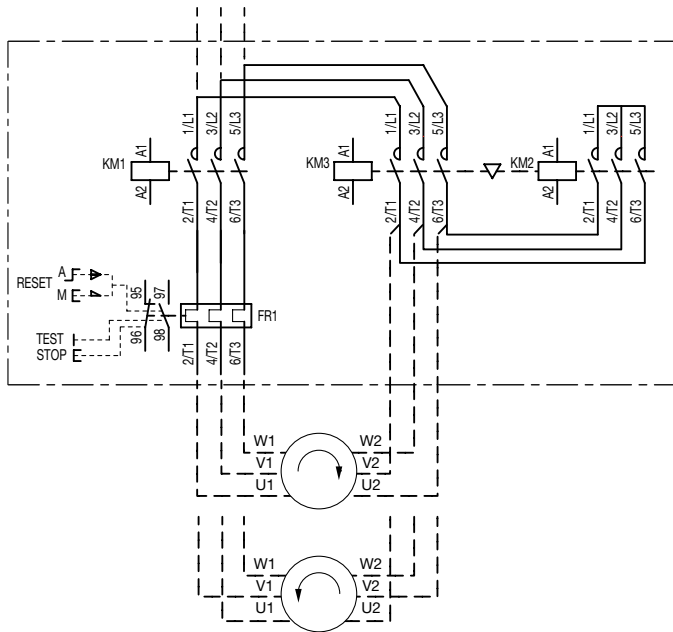 1/L1 3/L2 5/L3
1/L1 3/L2 5/L3
1/L1 3/L2 5/L3
KM1 A1 A2
KM3 A1 A2
KM2 A1 A2
2/T1 4/T2 6/T3
2/T1 4/T2 6/T3
2/T1 4/T2 6/T3
RESET A
M
95 97
96 98
TEST
STOP
FR1
2/T1 4/T2 6/T3
W1 W2
V1 V2
U1 U2
W1 W2
V1 V2
U1 U2